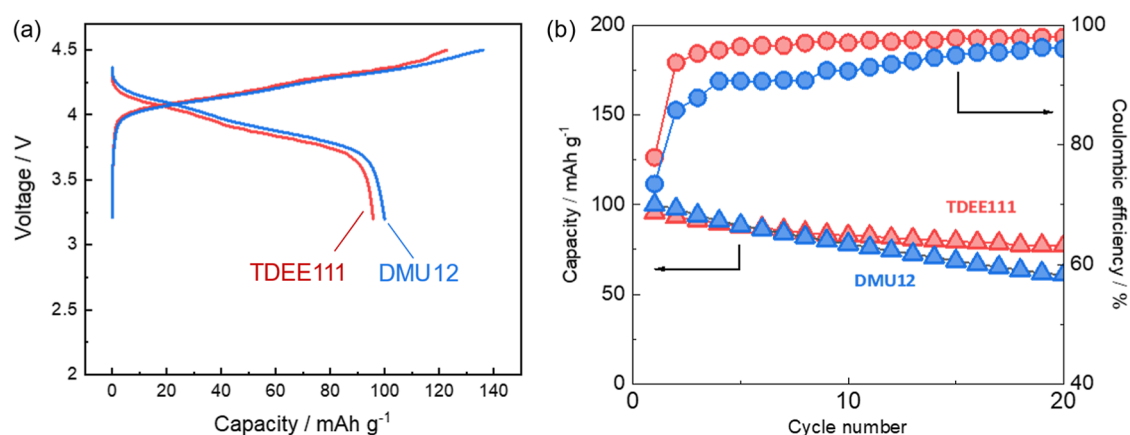 (a)
Voltage / V
4.5
4
3.5
3
2.5
2
0
20
40
60
80
100
120
140
Capacity / mAh g-1
TDEE111
DMU12
(b)
Capacity / mAh g-1
200
150
100
50
0
0
10
20
Cycle number
100
80
60
40
Coulombic efficiency / %
TDEE111
DMU12